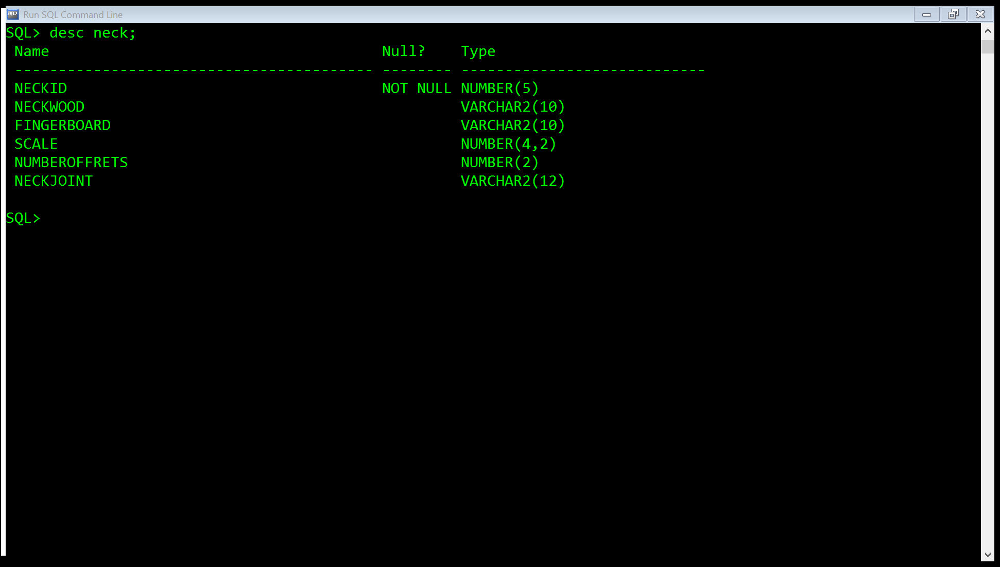 Run SQL Command Line
SQL> desc neck;
Name Null? Type
----------------------------------------- -------- ----------------------------
NECKID NOT NULL NUMBER(5)
NECKWOOD VARCHAR2(10)
FINGERBOARD VARCHAR2(10)
SCALE NUMBER(4,2)
NUMBEROFFRETS NUMBER(2)
NECKJOINT VARCHAR2(12)
SQL>